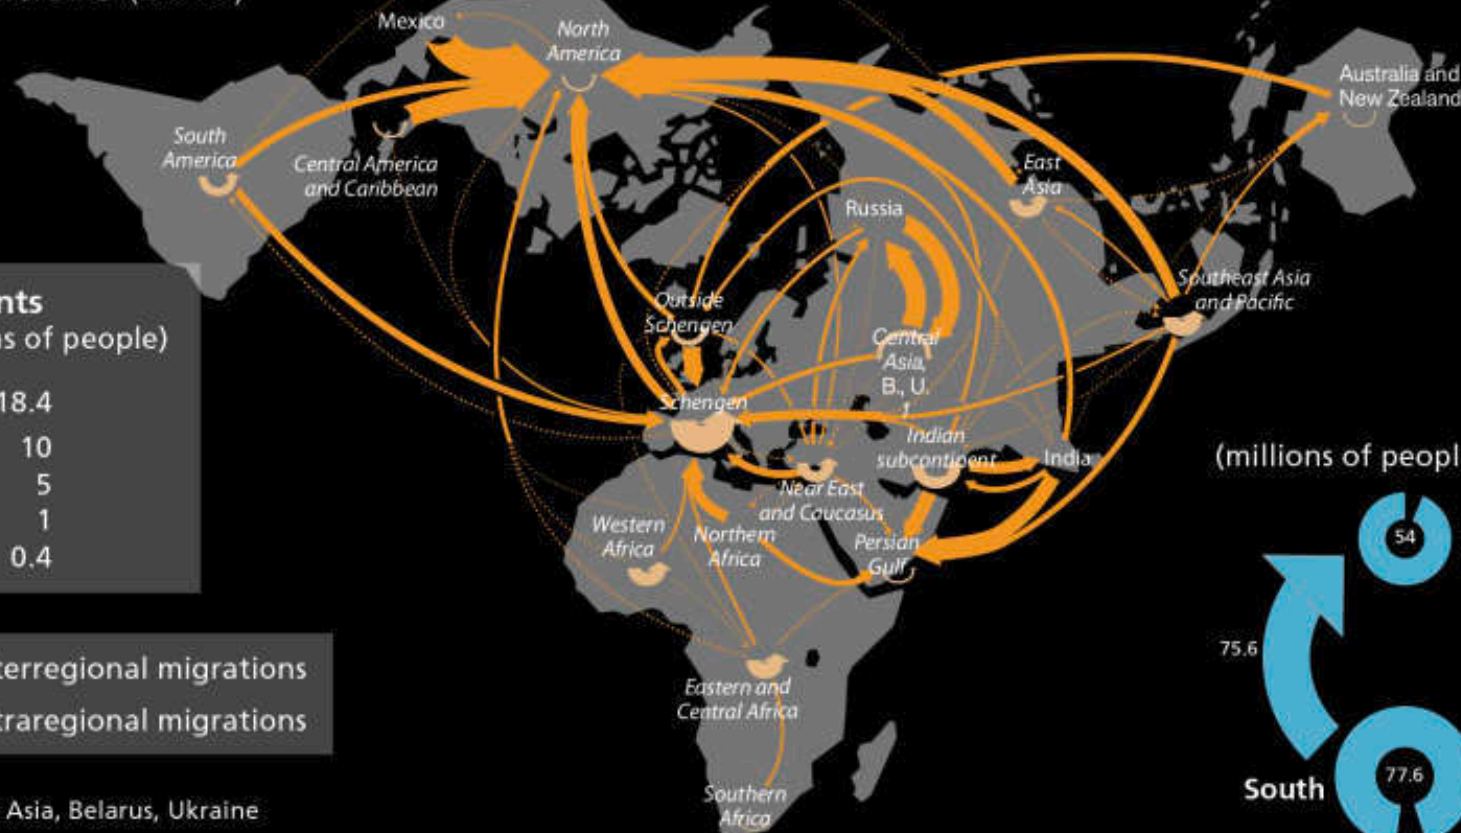 Mexico
North
America
Australia and
New Zealand
South
America
Central America
and Caribbean
East
Asia
Russia
Southeast Asia
and Pacific
Outside
Schengen
Central
Asia,
B., U.
1
Schengen
Indian
subcontinent
India
Near East
and Caucasus
Western
Africa
Northern
Africa
Persian
Gulf
Eastern and
Central Africa
Southern
Africa
nts
s of people)
18.4
10
5
1
0.4
terregional migrations
traregional migrations
Asia, Belarus, Ukraine
(millions of peopl
54
75.6
77.6
South